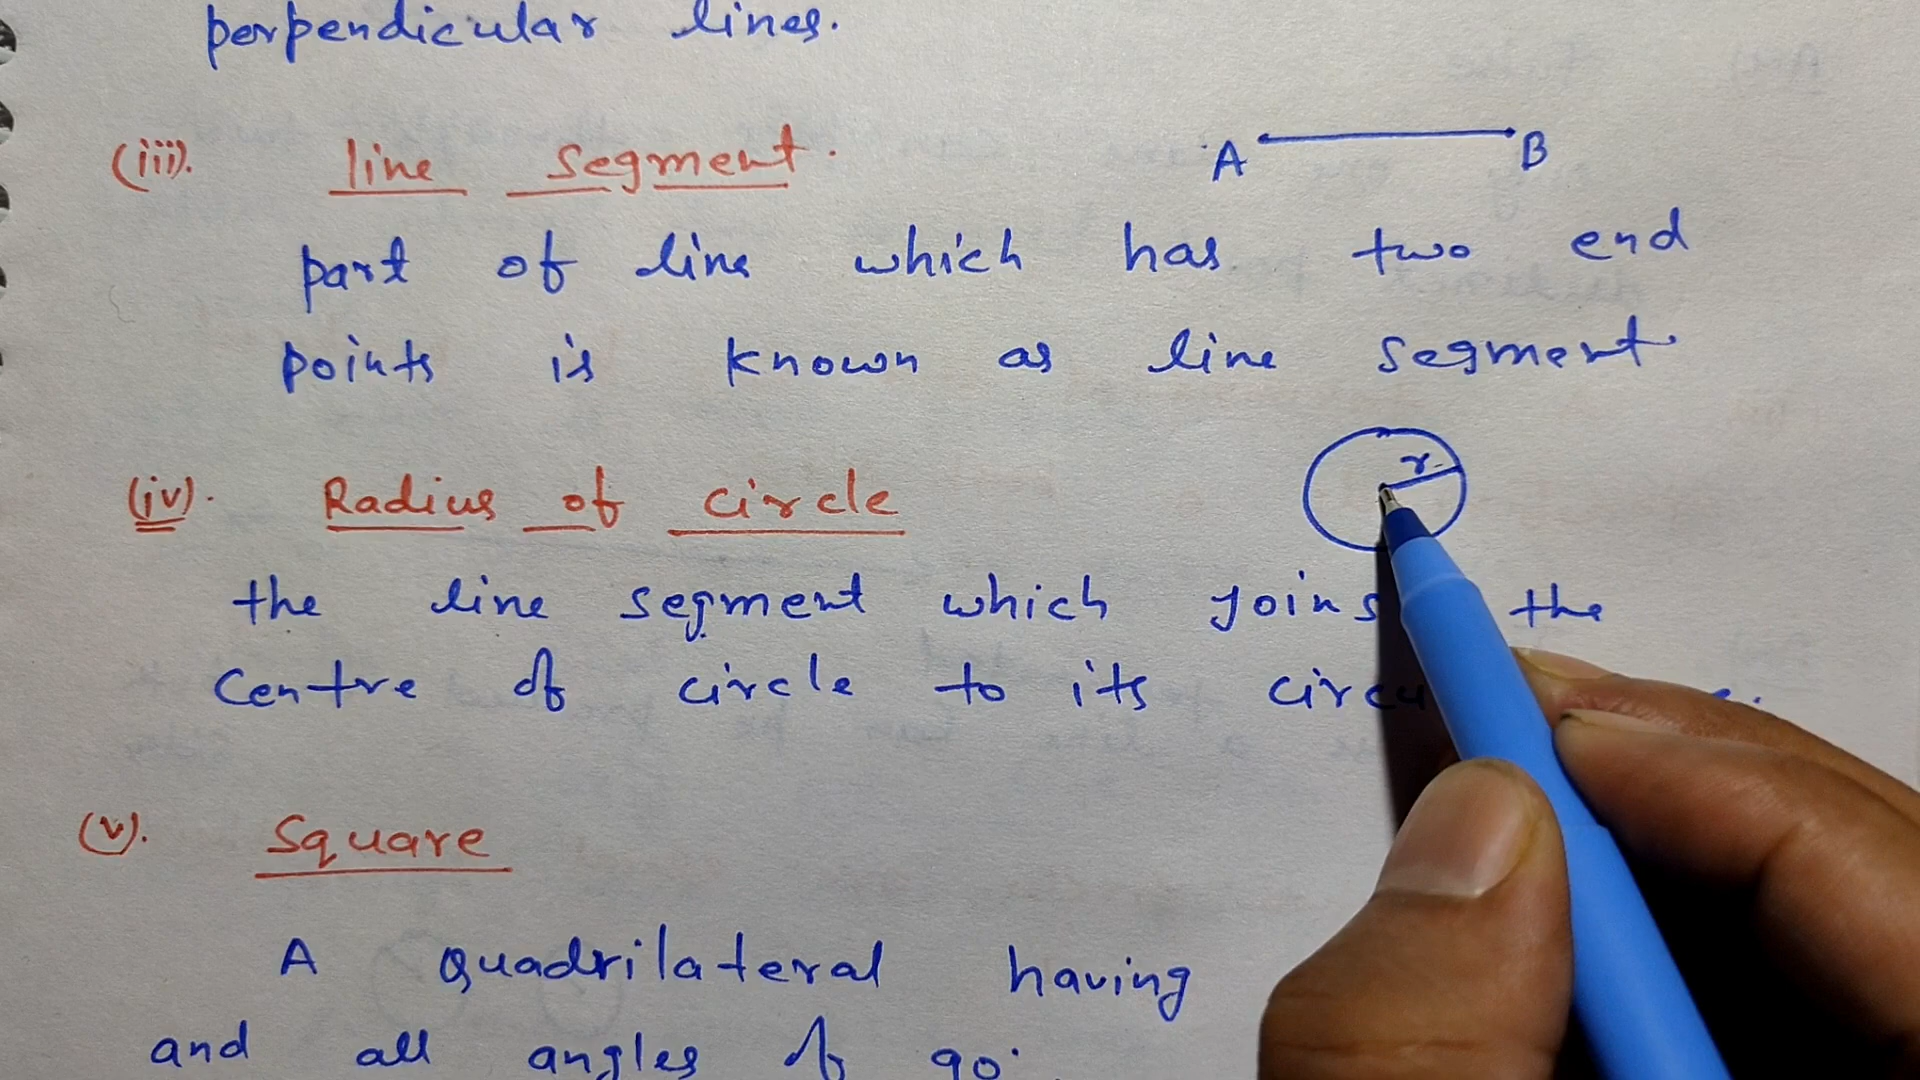 perpendicular lines.
(iii). line segment.
A B
part of line which has two end
points is known as line segment
r
(iv). Radius of circle
the line segment which joins the
Centre of circle to its
(v). Square
A quadrilateral having
and all angles of 90°.